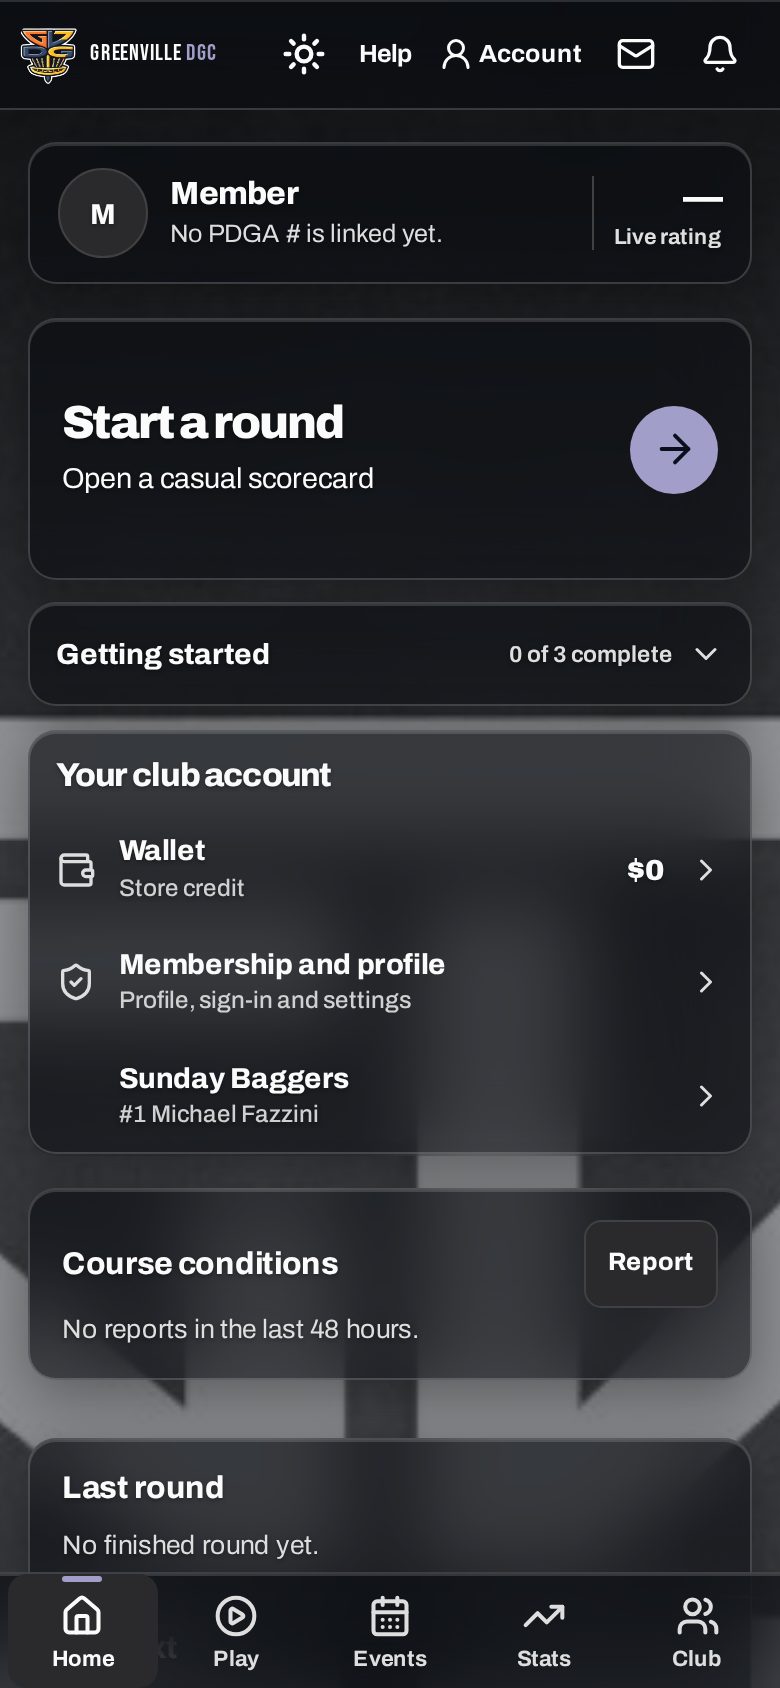 GREENVILLE DGC
Help
Account
M
Member
No PDGA # is linked yet.
—
Live rating
Start a round
Open a casual scorecard
Getting started
0 of 3 complete
Your club account
Wallet
Store credit
$0
Membership and profile
Profile, sign-in and settings
Sunday Baggers
#1 Michael Fazzini
Course conditions
Report
No reports in the last 48 hours.
Last round
No finished round yet.
Home
Play
Events
Stats
Club